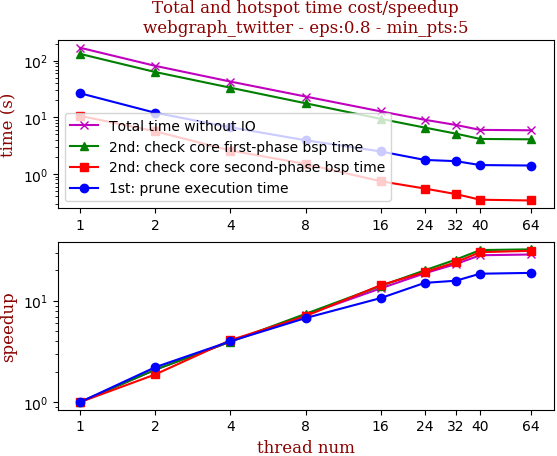 Total and hotspot time cost/speedup
webgraph_twitter - eps:0.8 - min_pts:5
time (s)
10²
10¹
10⁰
Total time without IO
2nd: check core first-phase bsp time
2nd: check core second-phase bsp time
1st: prune execution time
1 2 4 8 16 24 32 40 64
speedup
10¹
10⁰
1 2 4 8 16 24 32 40 64
thread num